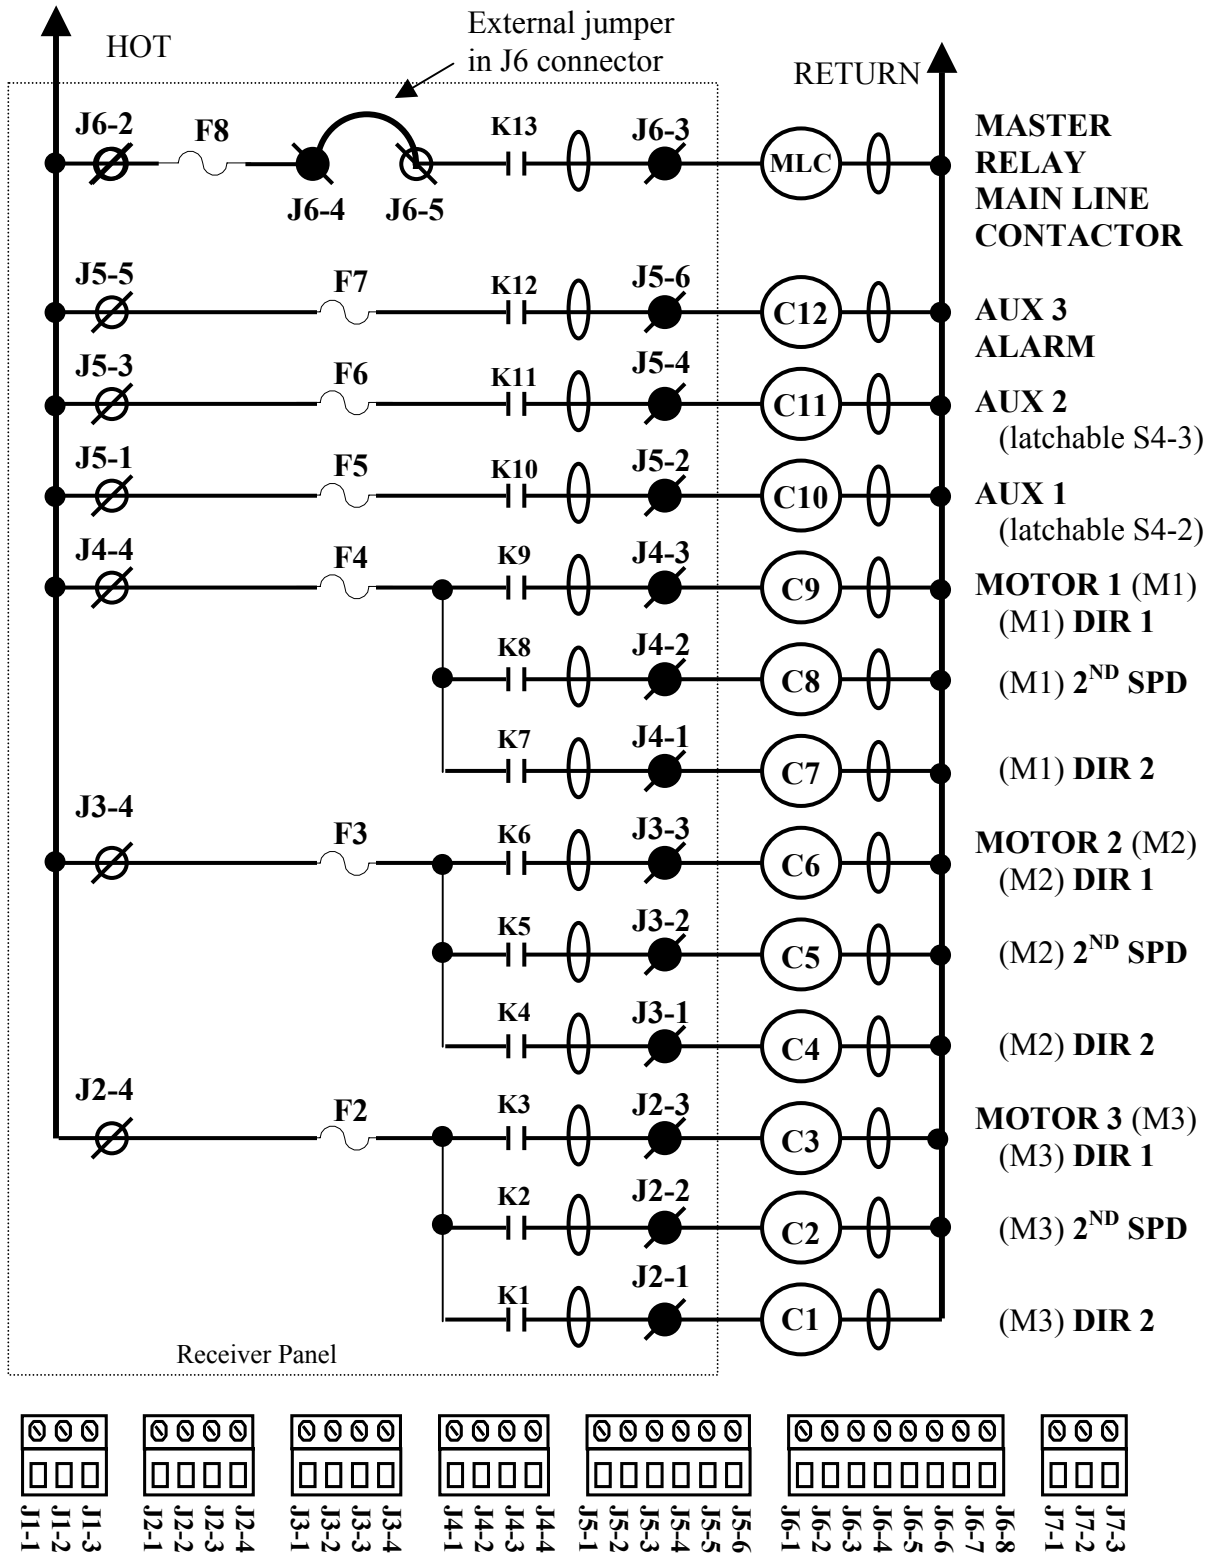 HOT
External jumper
in J6 connector
RETURN
J6-2
F8
J6-4
J6-5
K13
J6-3
MLC
MASTER
RELAY
MAIN LINE
CONTACTOR
J5-5
F7
K12
J5-6
C12
AUX 3
ALARM
J5-3
F6
K11
J5-4
C11
AUX 2
(latchable S4-3)
J5-1
F5
K10
J5-2
C10
AUX 1
(latchable S4-2)
J4-4
F4
K9
J4-3
C9
MOTOR 1 (M1)
(M1) DIR 1
K8
J4-2
C8
(M1) 2ND SPD
K7
J4-1
C7
(M1) DIR 2
J3-4
F3
K6
J3-3
C6
MOTOR 2 (M2)
(M2) DIR 1
K5
J3-2
C5
(M2) 2ND SPD
K4
J3-1
C4
(M2) DIR 2
J2-4
F2
K3
J2-3
C3
MOTOR 3 (M3)
(M3) DIR 1
K2
J2-2
C2
(M3) 2ND SPD
K1
J2-1
C1
(M3) DIR 2
Receiver Panel
J1-1
J1-2
J1-3
J2-1
J2-2
J2-3
J2-4
J3-1
J3-2
J3-3
J3-4
J4-1
J4-2
J4-3
J4-4
J5-1
J5-2
J5-3
J5-4
J5-5
J5-6
J6-1
J6-2
J6-3
J6-4
J6-5
J6-6
J6-7
J6-8
J7-1
J7-2
J7-3